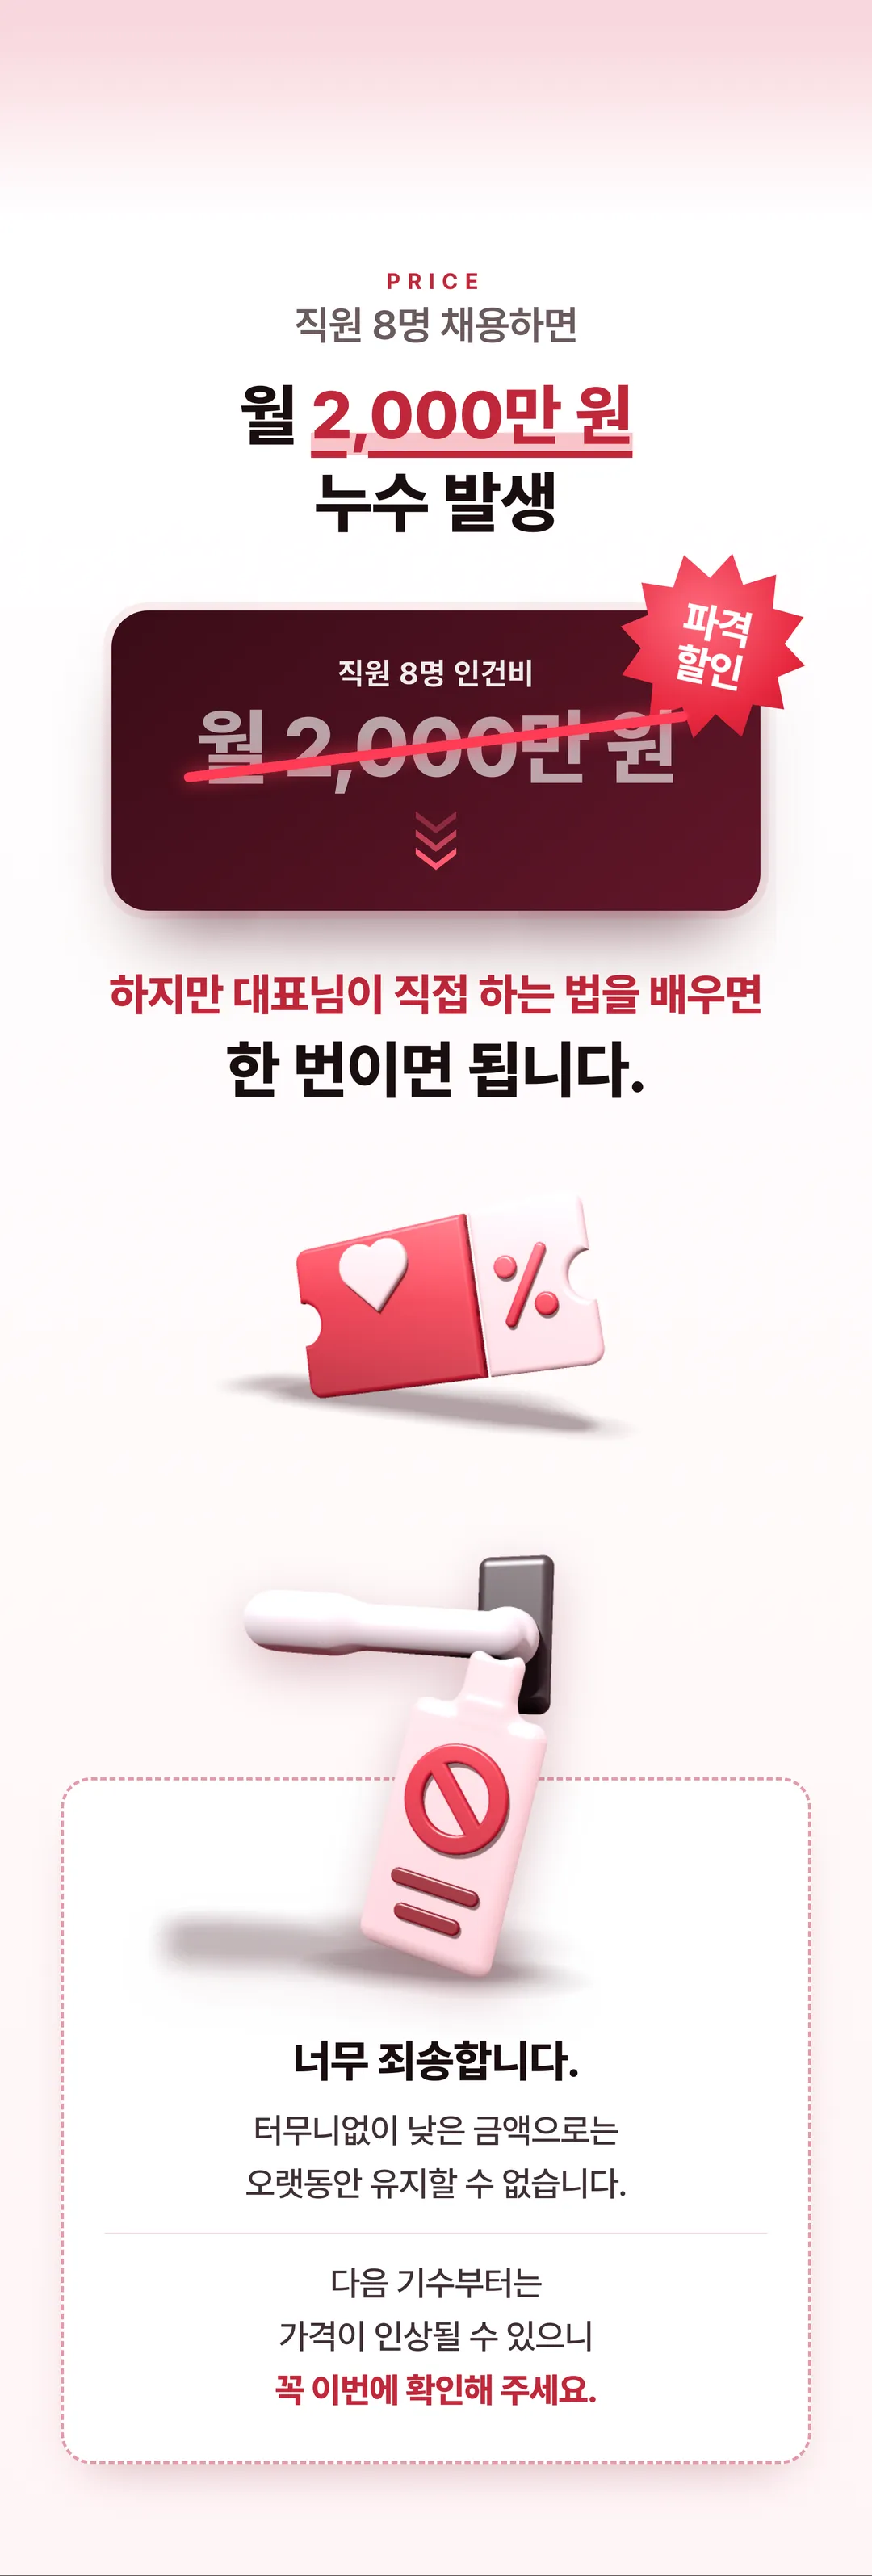 PRICE
직원 8명 채용하면
월 2,000만 원
누수 발생
파격
할인
직원 8명 인건비
월 2,000만 원
하지만 대표님이 직접 하는 법을 배우면
한 번이면 됩니다.
%
너무 죄송합니다.
터무니없이 낮은 금액으로는
오랫동안 유지할 수 없습니다.
다음 기수부터는
가격이 인상될 수 있으니
꼭 이번에 확인해 주세요.